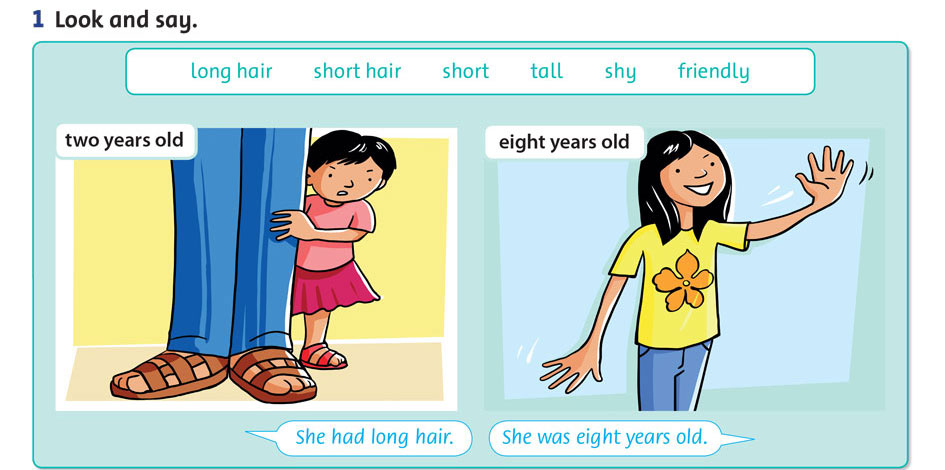 1 Look and say.
long hair short hair short tall shy friendly
two years old
eight years old
She had long hair.
She was eight years old.